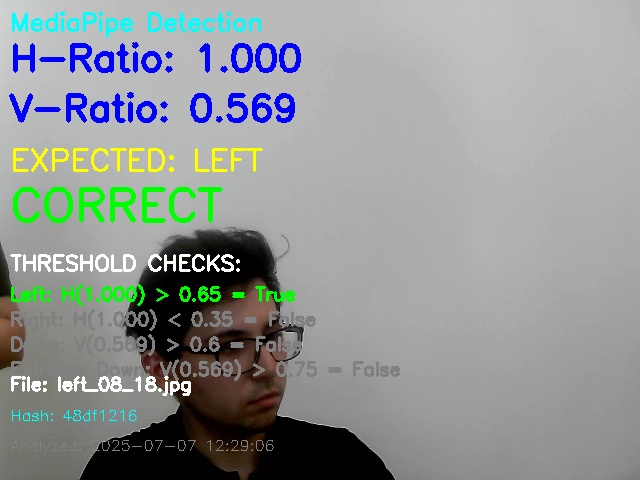 MediaPipe Detection
H-Ratio: 1.000
V-Ratio: 0.569
EXPECTED: LEFT
CORRECT
THRESHOLD CHECKS:
Left: H(1.000) > 0.65 = True
Right: H(1.000) < 0.35 = False
Down: V(0.569) > 0.6 = False
Down: V(0.569) > 0.75 = False
File: left_08_18.jpg
Hash: 48df1216
Analyzed: 2025-07-07 12:29:06